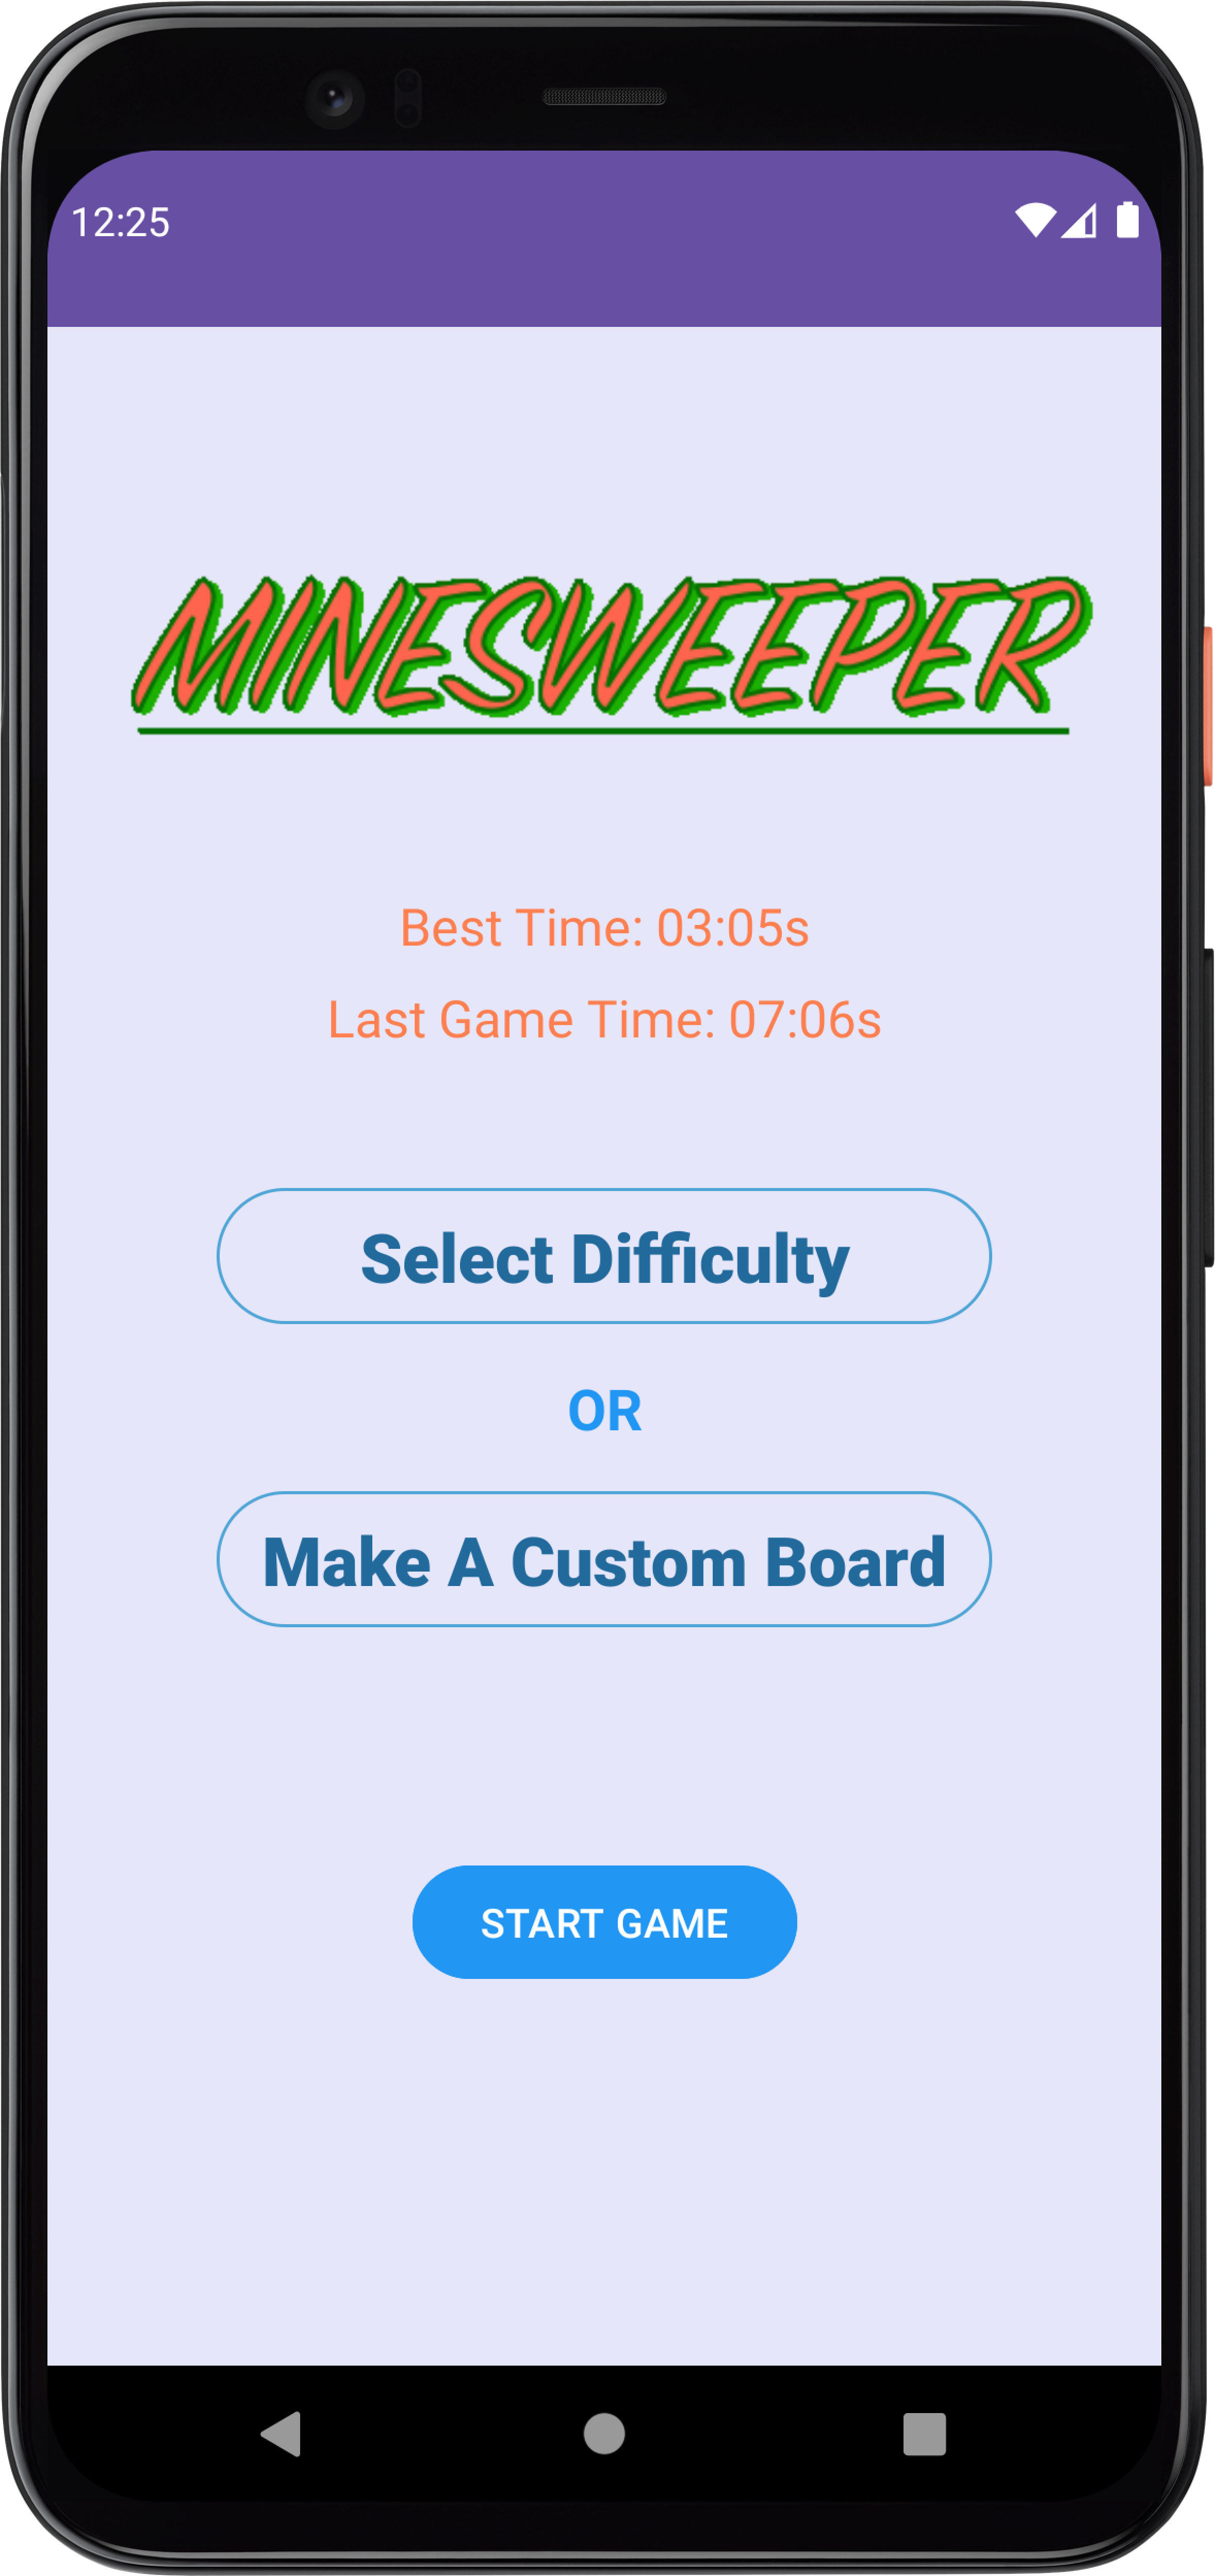 12:25
MINESWEEPER
Best Time: 03:05s
Last Game Time: 07:06s
Select Difficulty
OR
Make A Custom Board
START GAME